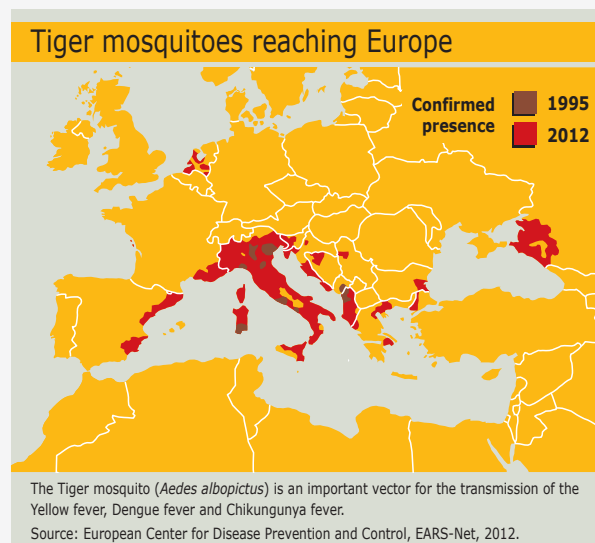 Tiger mosquitoes reaching Europe
Confirmed presence
1995
2012
The Tiger mosquito (Aedes albopictus) is an important vector for the transmission of the
Yellow fever, Dengue fever and Chikungunya fever.
Source: European Center for Disease Prevention and Control, EARS-Net, 2012.